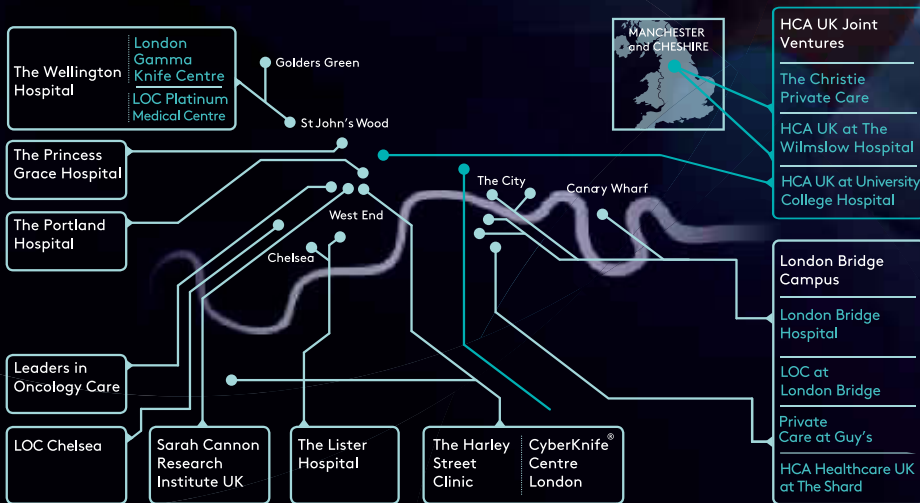 The Wellington
Hospital
London
Gamma
Knife Centre
LOC Platinum
Medical Centre
Golders Green
St John's Wood
MANCHESTER
and CHESHIRE
HCA UK Joint
Ventures
The Christie
Private Care
HCA UK at The
Wilmslow Hospital
HCA UK at University
College Hospital
The Princess
Grace Hospital
The Portland
Hospital
The City
Canary Wharf
West End
Chelsea
London Bridge
Campus
London Bridge
Hospital
LOC at
London Bridge
Private
Care at Guy's
HCA Healthcare UK
at The Shard
Leaders in
Oncology Care
LOC Chelsea
Sarah Cannon
Research
Institute UK
The Lister
Hospital
The Harley
Street
Clinic
CyberKnife®
Centre
London